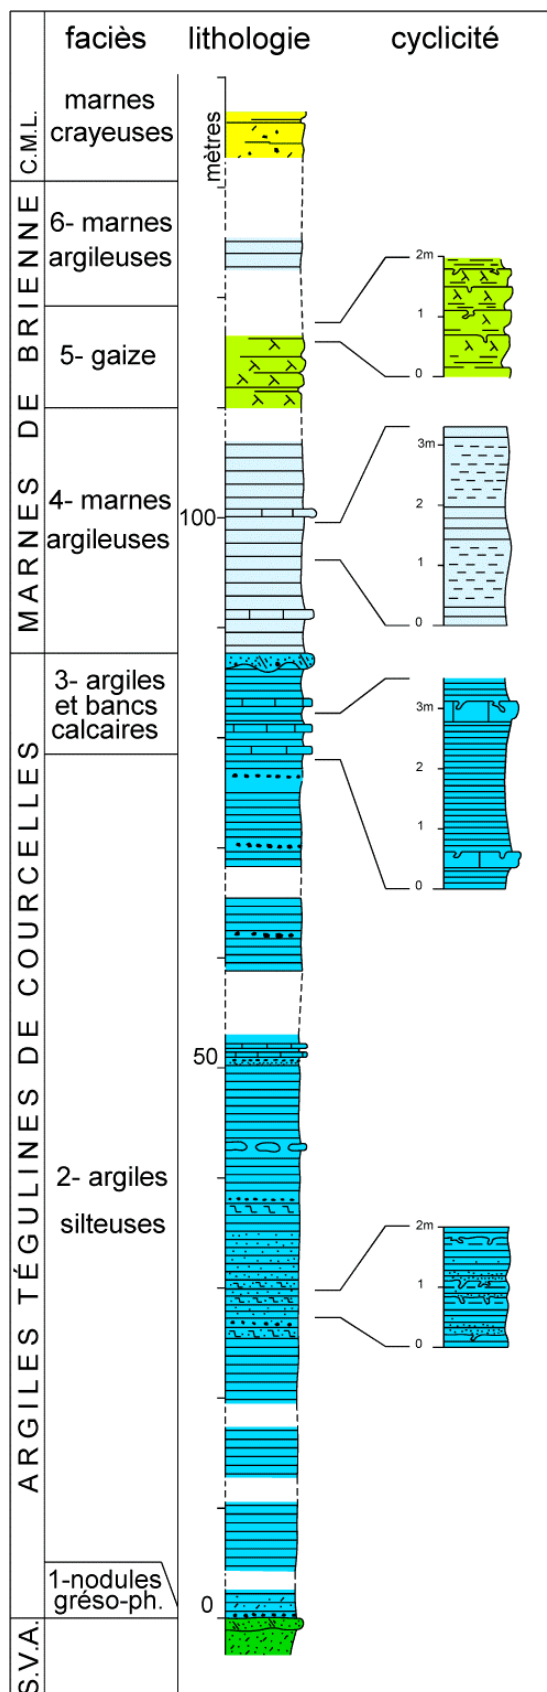 faciès lithologie cyclicité
C.M.L.
marnes
crayeuses
mètres
MARNES DE BRIENNE
6- marnes
argileuses
2m
1
0
5- gaize
4- marnes
argileuses
100
3m
2
1
0
ARGILES TÉGULINES DE COURCELLES
3- argiles
et bancs
calcaires
3m
2
1
0
50
2- argiles
silteuses
2m
1
0
1-nodules
gréso-ph.
0
S.V.A.